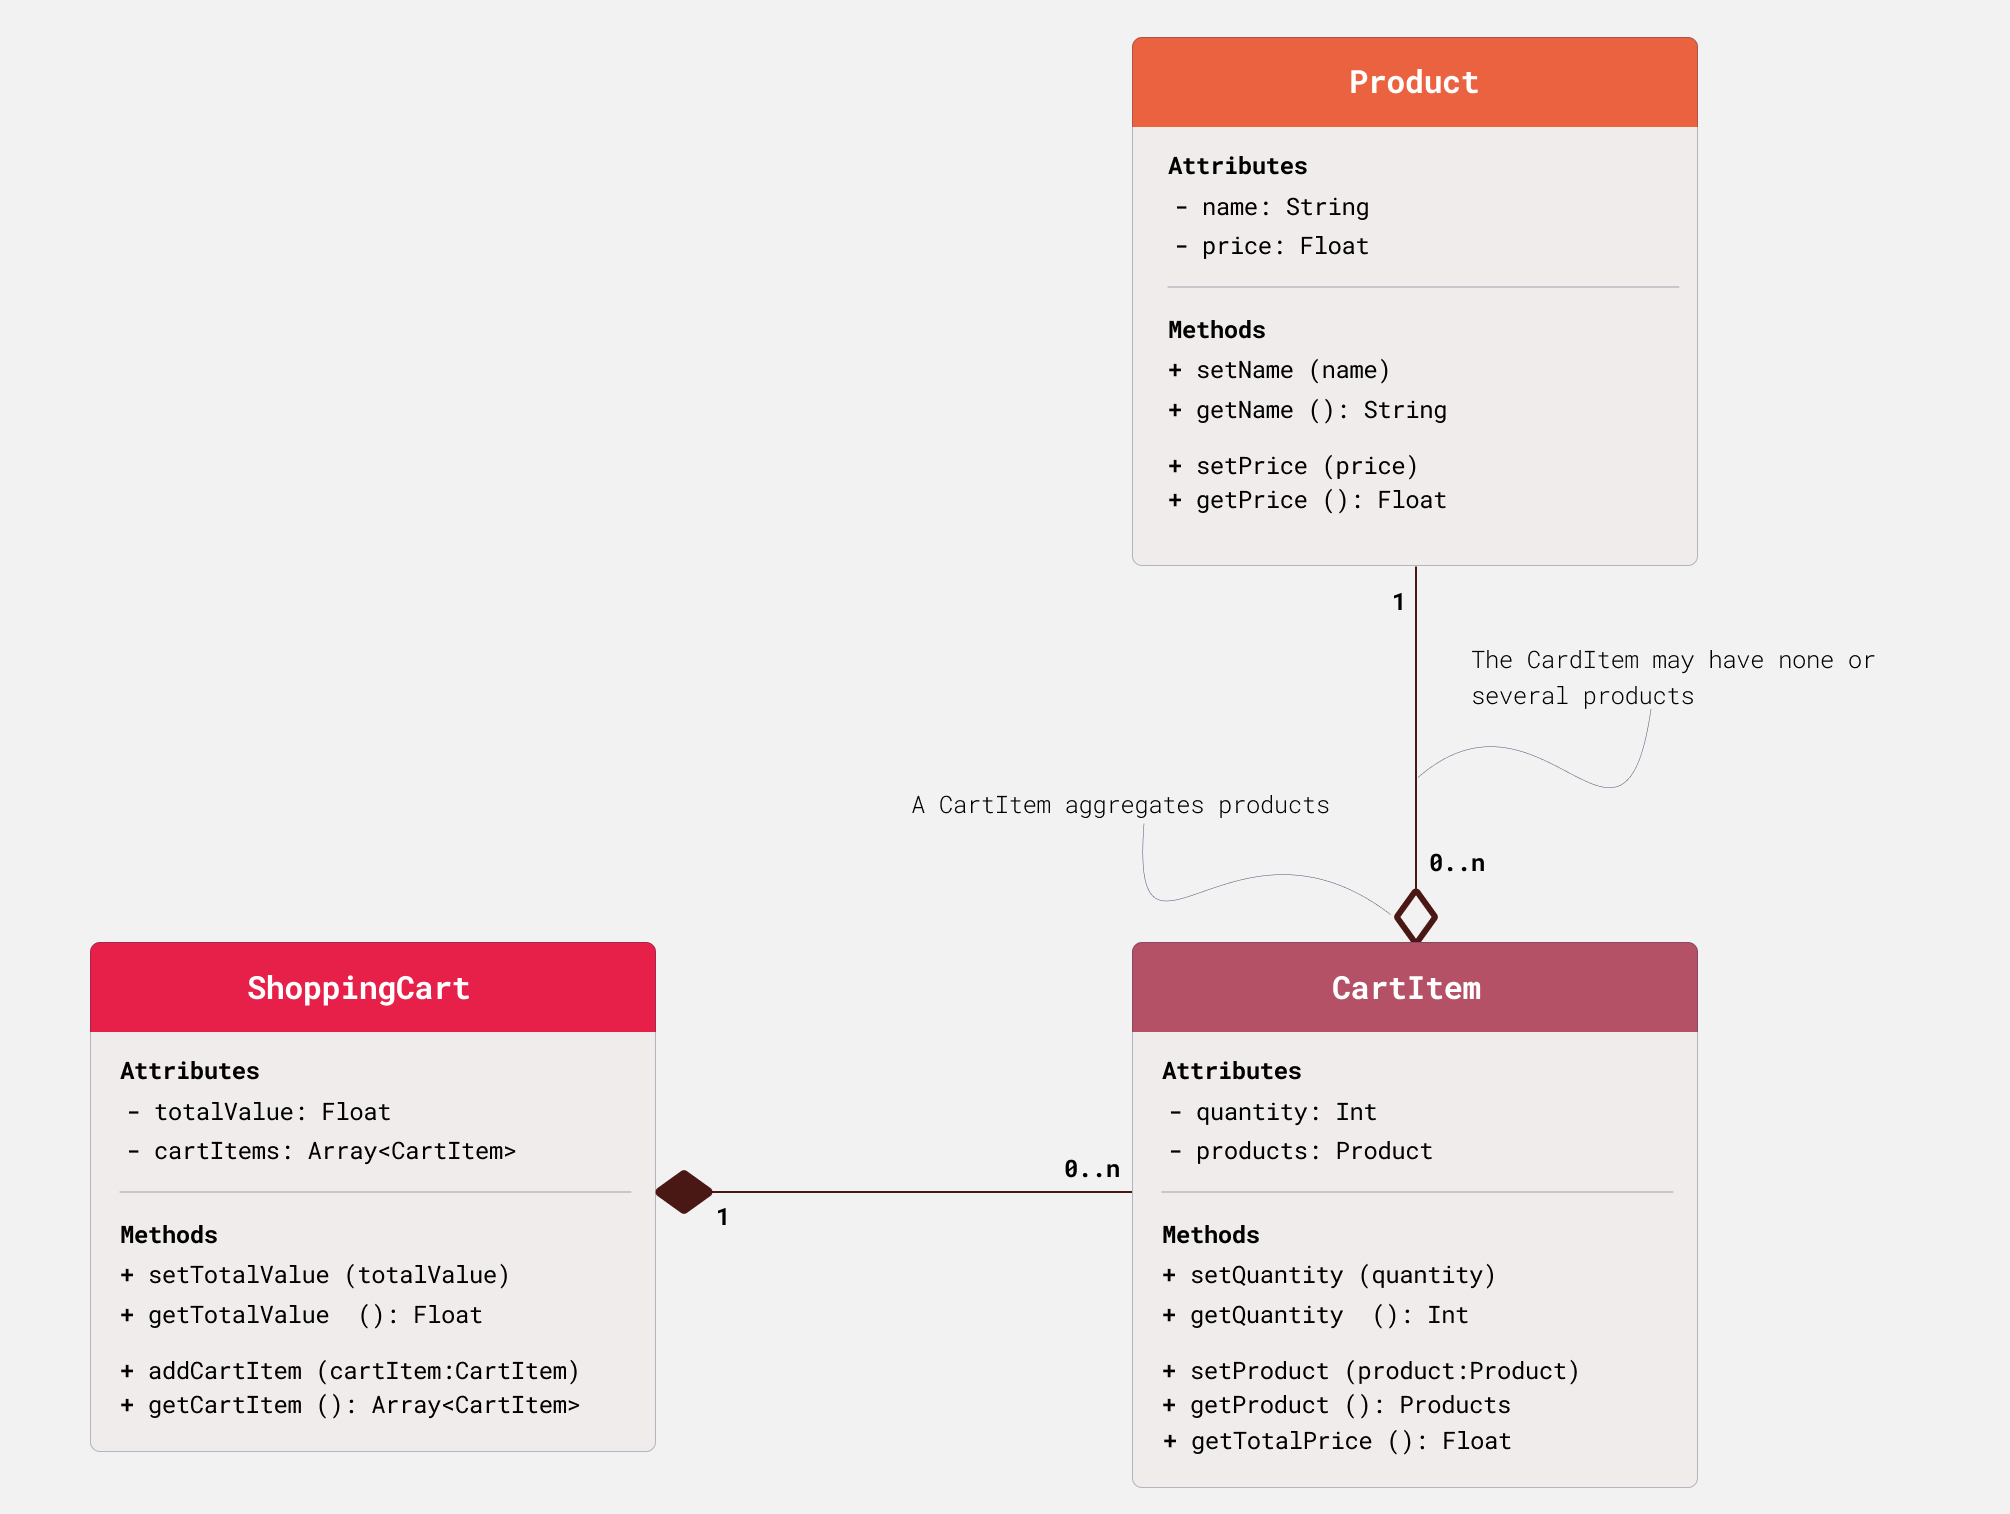 Product
Attributes
- name: String
- price: Float
Methods
+ setName (name)
+ getName (): String
+ setPrice (price)
+ getPrice (): Float
1
The CardItem may have none or
several products
A CartItem aggregates products
0..n
ShoppingCart
Attributes
- totalValue: Float
- cartItems: Array<CartItem>
Methods
+ setTotalValue (totalValue)
+ getTotalValue  (): Float
+ addCartItem (cartItem:CartItem)
+ getCartItem (): Array<CartItem>
0..n
1
CartItem
Attributes
- quantity: Int
- products: Product
Methods
+ setQuantity (quantity)
+ getQuantity  (): Int
+ setProduct (product:Product)
+ getProduct (): Products
+ getTotalPrice (): Float